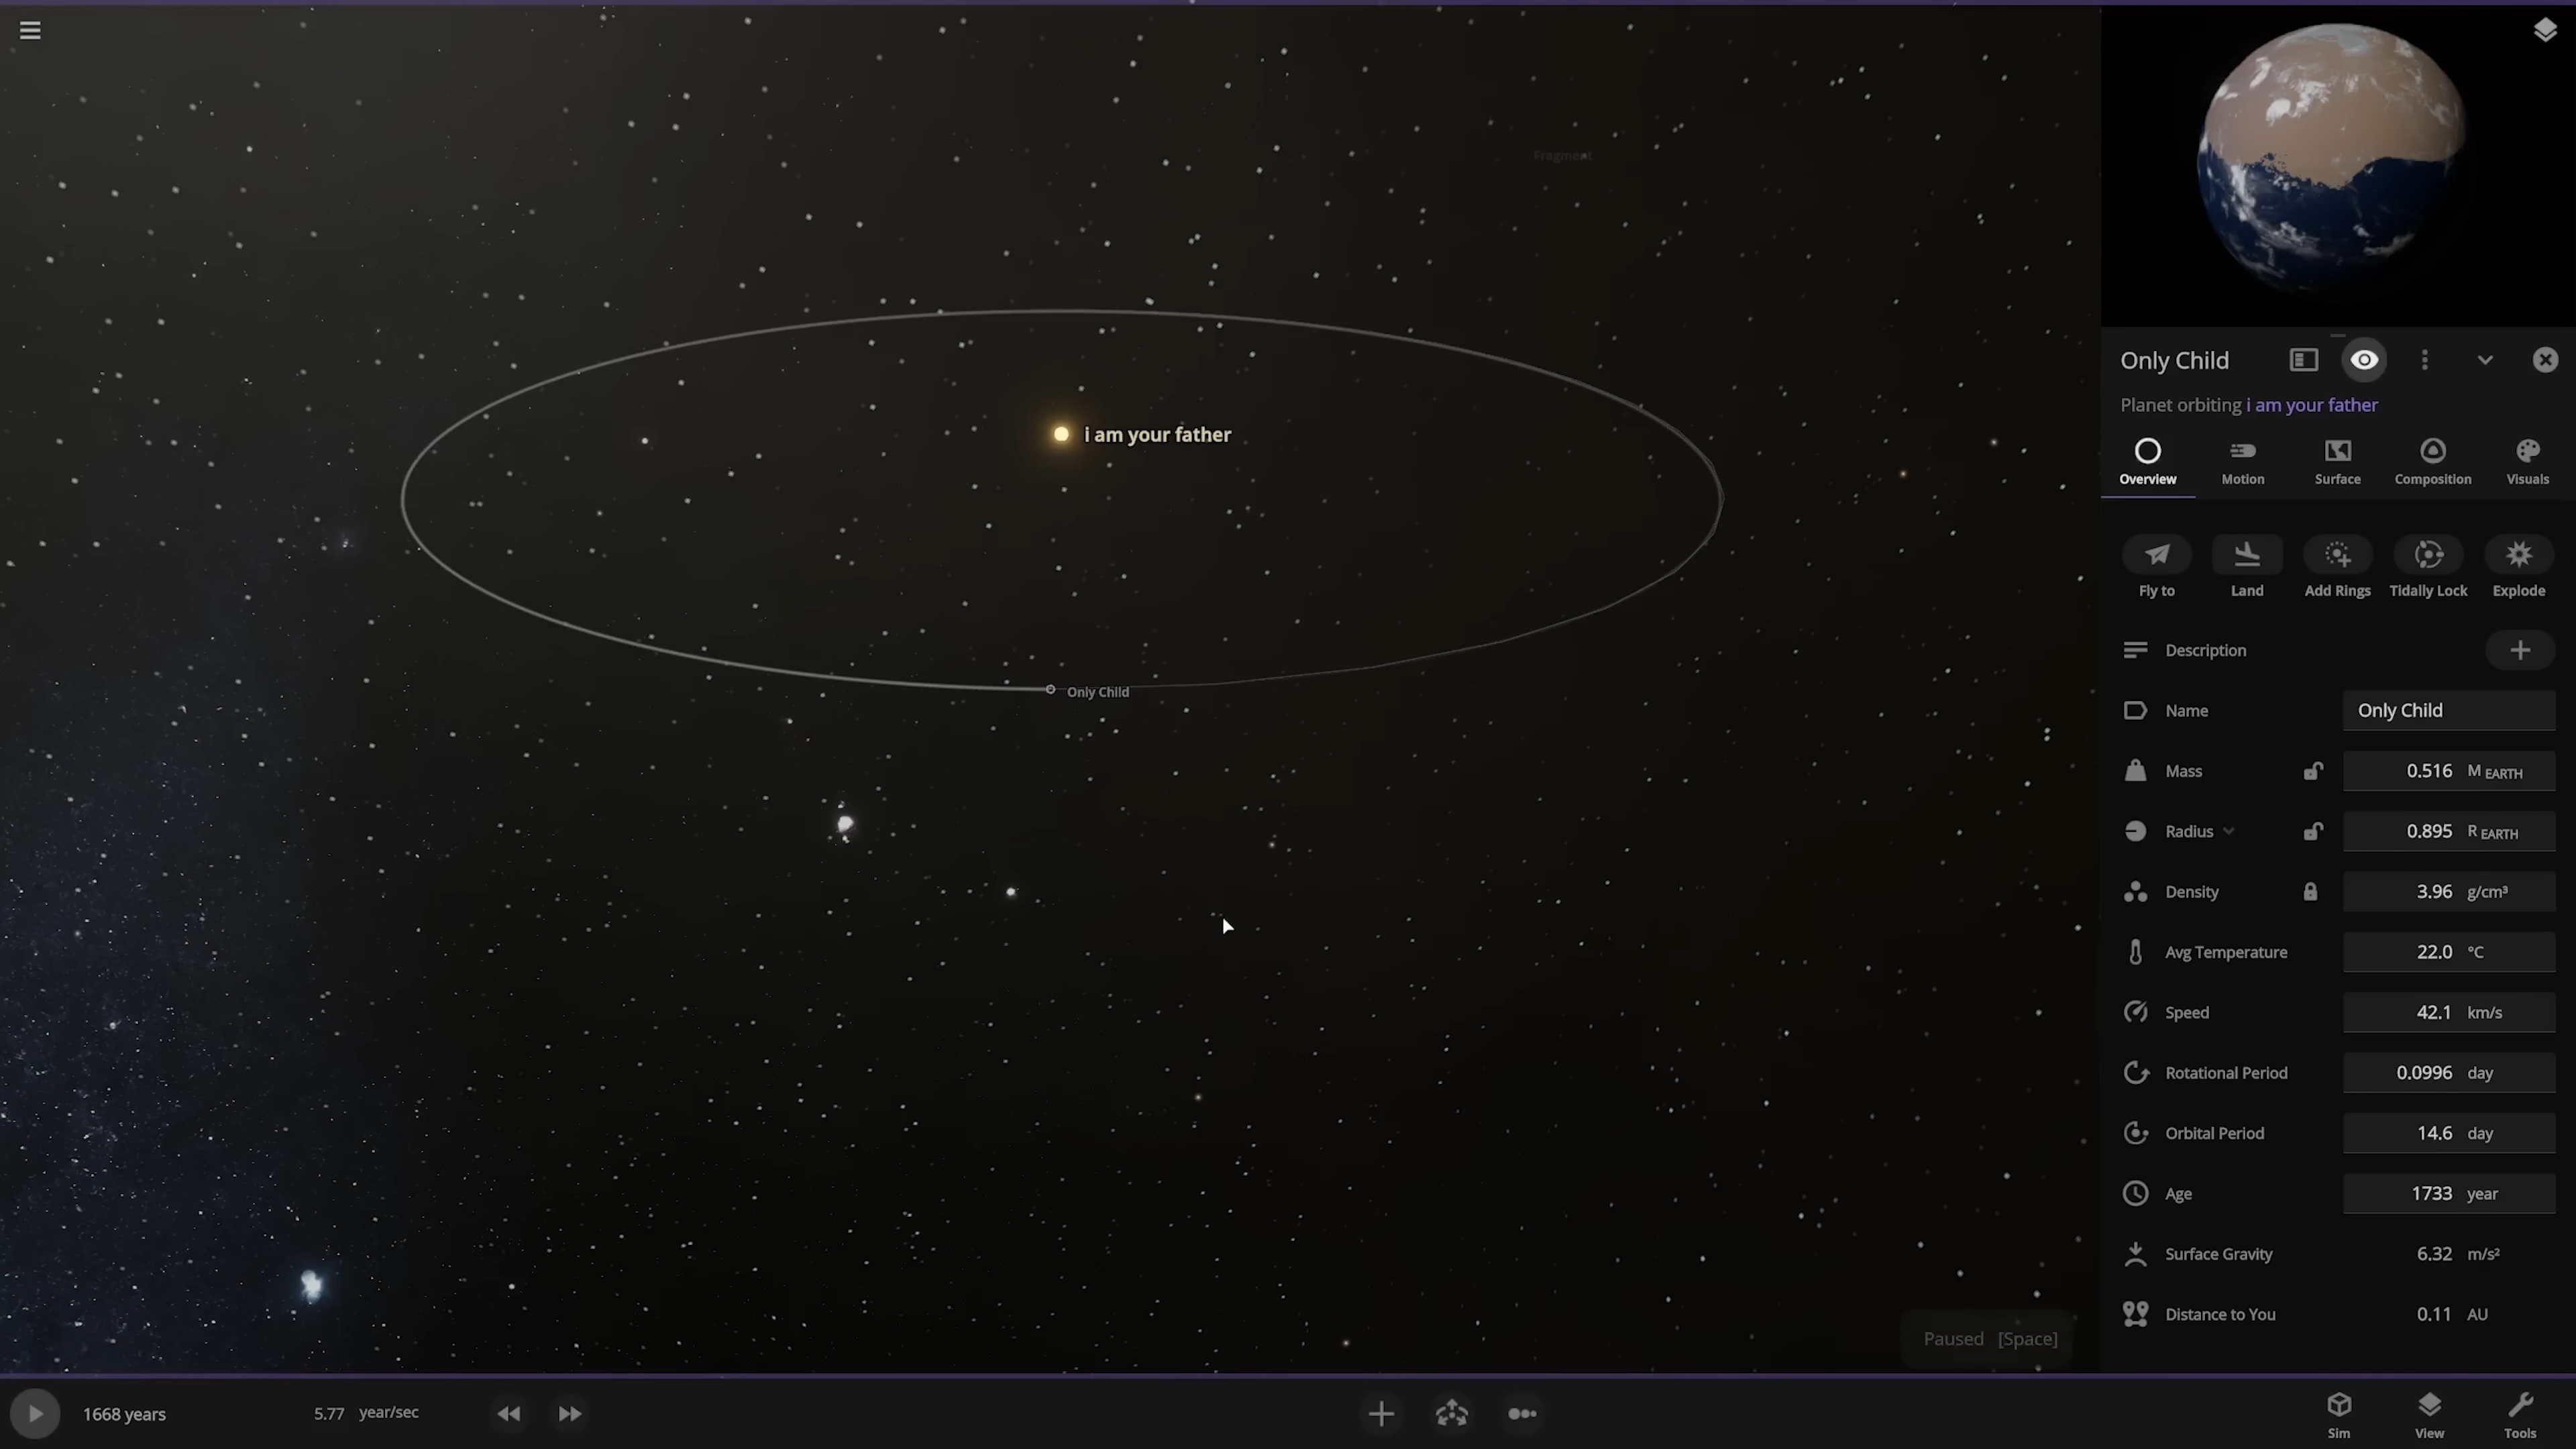 Fragment
i am your father
Only Child
Paused [Space]
Only Child
Planet orbiting i am your father
Overview Motion Surface Composition Visuals
Fly to Land Add Rings Tidally Lock Explode
Description
Name Only Child
Mass 0.516 M EARTH
Radius 0.895 R EARTH
Density 3.96 g/cm³
Avg Temperature 22.0 °C
Speed 42.1 km/s
Rotational Period 0.0996 day
Orbital Period 14.6 day
Age 1733 year
Surface Gravity 6.32 m/s²
Distance to You 0.11 AU
1668 years 5.77 year/sec
Sim View Tools